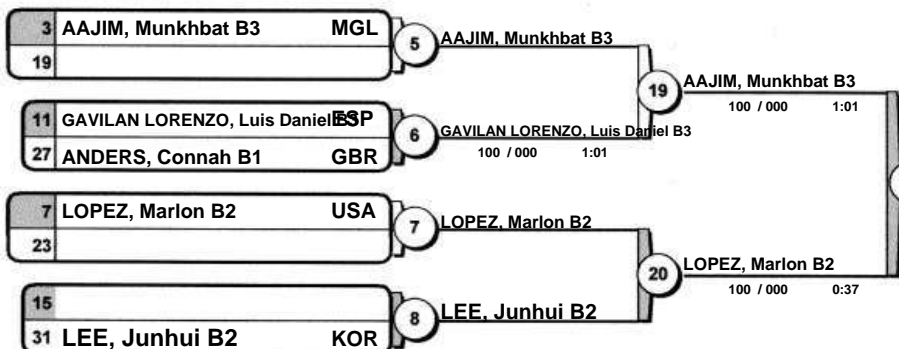 3 AAJIM, Munkhbat B3 MGL
19
5
AAJIM, Munkhbat B3
11 GAVILAN LORENZO, Luis Daniel B3 ESP
27 ANDERS, Connah B1 GBR
6
GAVILAN LORENZO, Luis Daniel B3
100 / 000 1:01
19
AAJIM, Munkhbat B3
100 / 000 1:01
7 LOPEZ, Marlon B2 USA
23
7
LOPEZ, Marlon B2
15
31 LEE, Junhui B2 KOR
8
LEE, Junhui B2
20
LOPEZ, Marlon B2
100 / 000 0:37